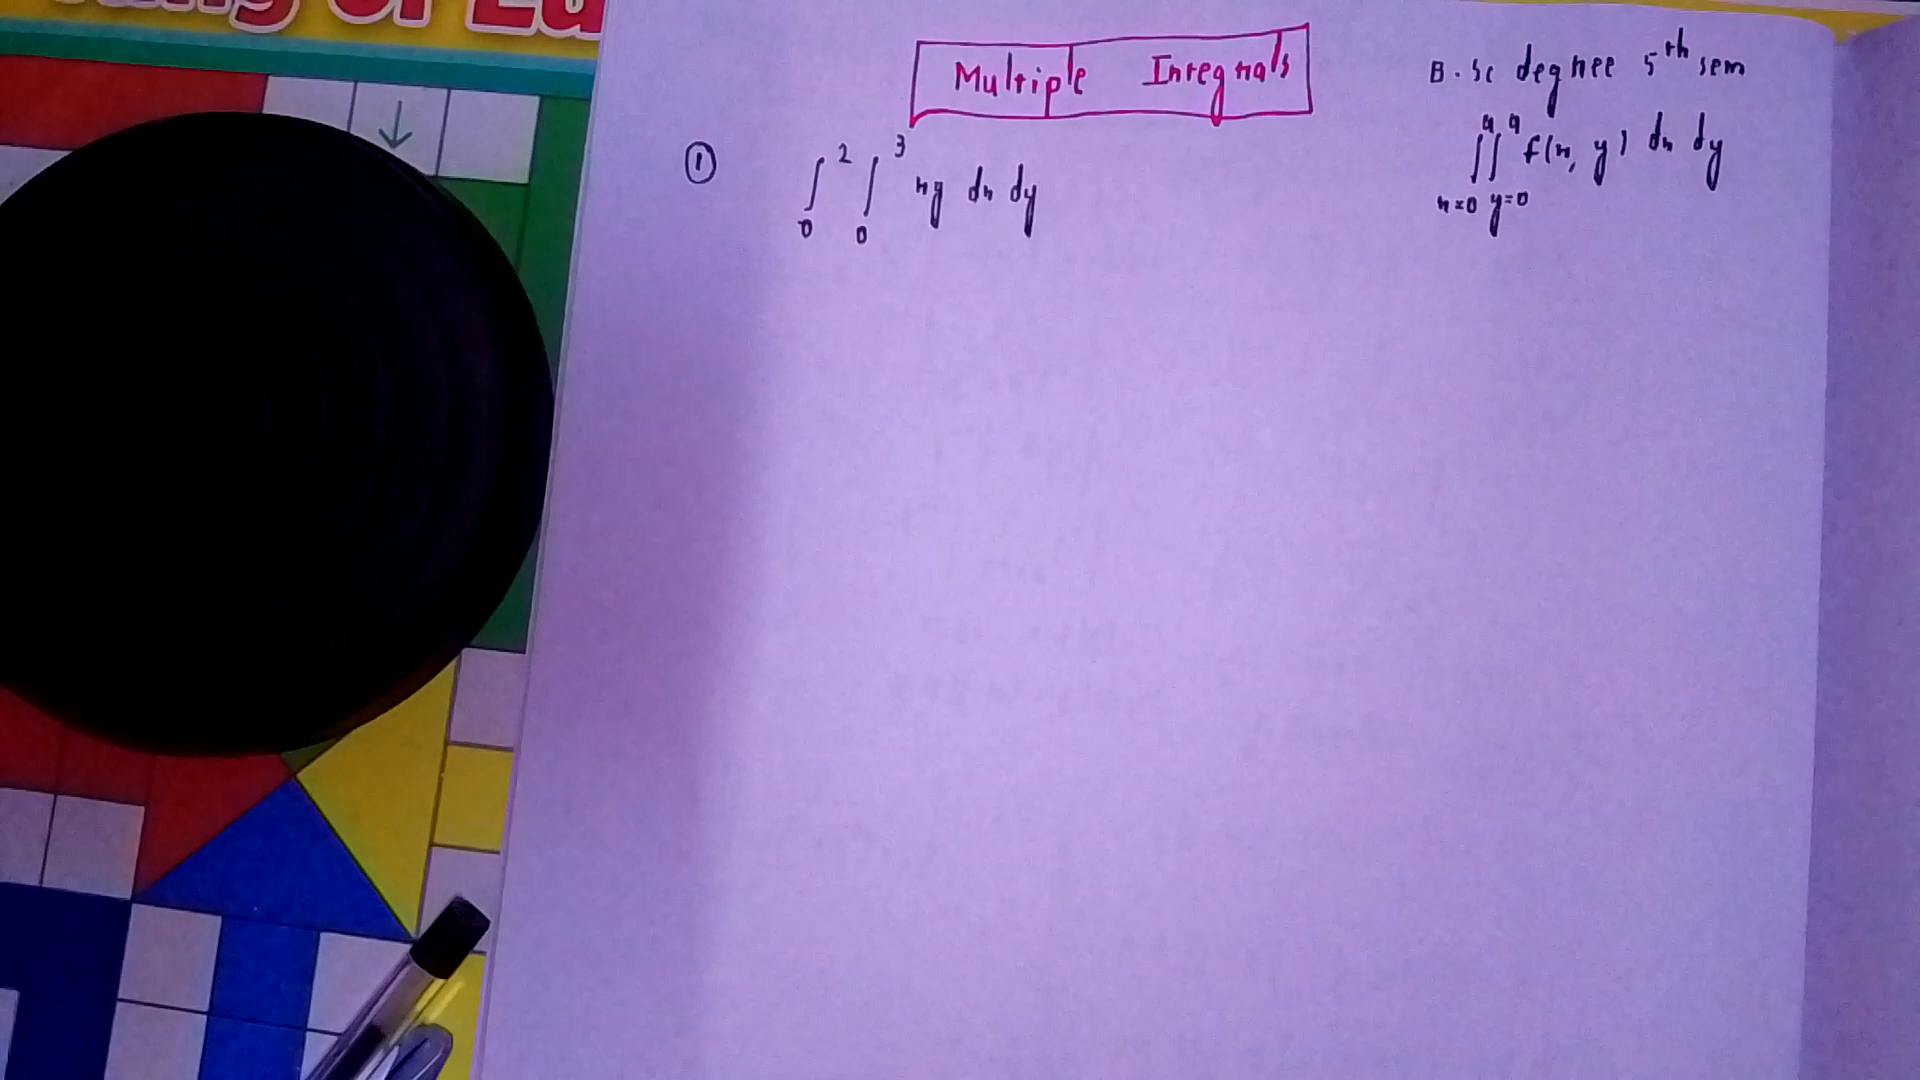 Multiple Integrals
B.Sc degree 5th sem
∫∫ f(x, y) dx dy
x=0 y=0
① ∫₀² ∫₀³ xy dx dy